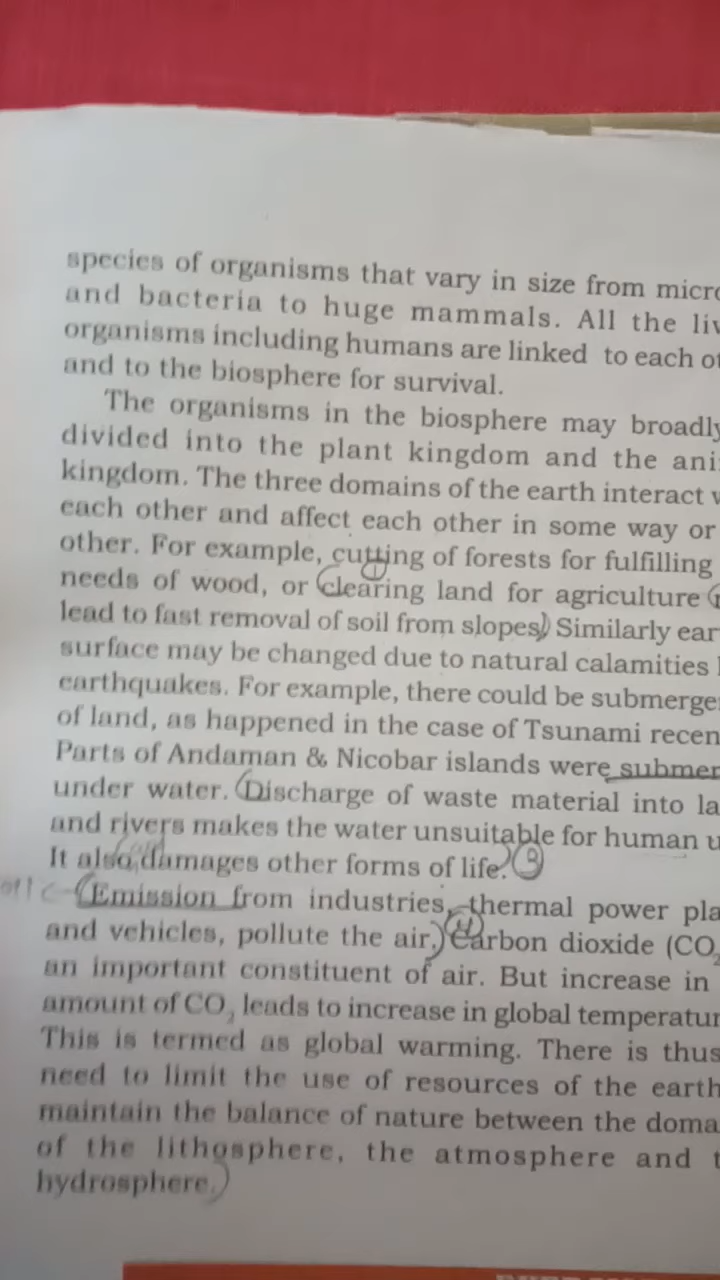 species of organisms that vary in size from micro
and bacteria to huge mammals. All the liv
organisms including humans are linked to each ot
and to the biosphere for survival.
The organisms in the biosphere may broadly
divided into the plant kingdom and the ani
kingdom. The three domains of the earth interact w
each other and affect each other in some way or
other. For example, cutting of forests for fulfilling
needs of wood, or clearing land for agriculture
lead to fast removal of soil from slopes. Similarly ear
surface may be changed due to natural calamities l
earthquakes. For example, there could be submerge
of land, as happened in the case of Tsunami recen
Parts of Andaman & Nicobar islands were submer
under water. Discharge of waste material into la
and rivers makes the water unsuitable for human u
It also damages other forms of life. 3
Emission from industries, thermal power pla
and vehicles, pollute the air. Carbon dioxide (CO₂
an important constituent of air. But increase in
amount of CO₂ leads to increase in global temperatur
This is termed as global warming. There is thus
need to limit the use of resources of the earth
maintain the balance of nature between the doma
of the lithosphere, the atmosphere and t
hydrosphere.